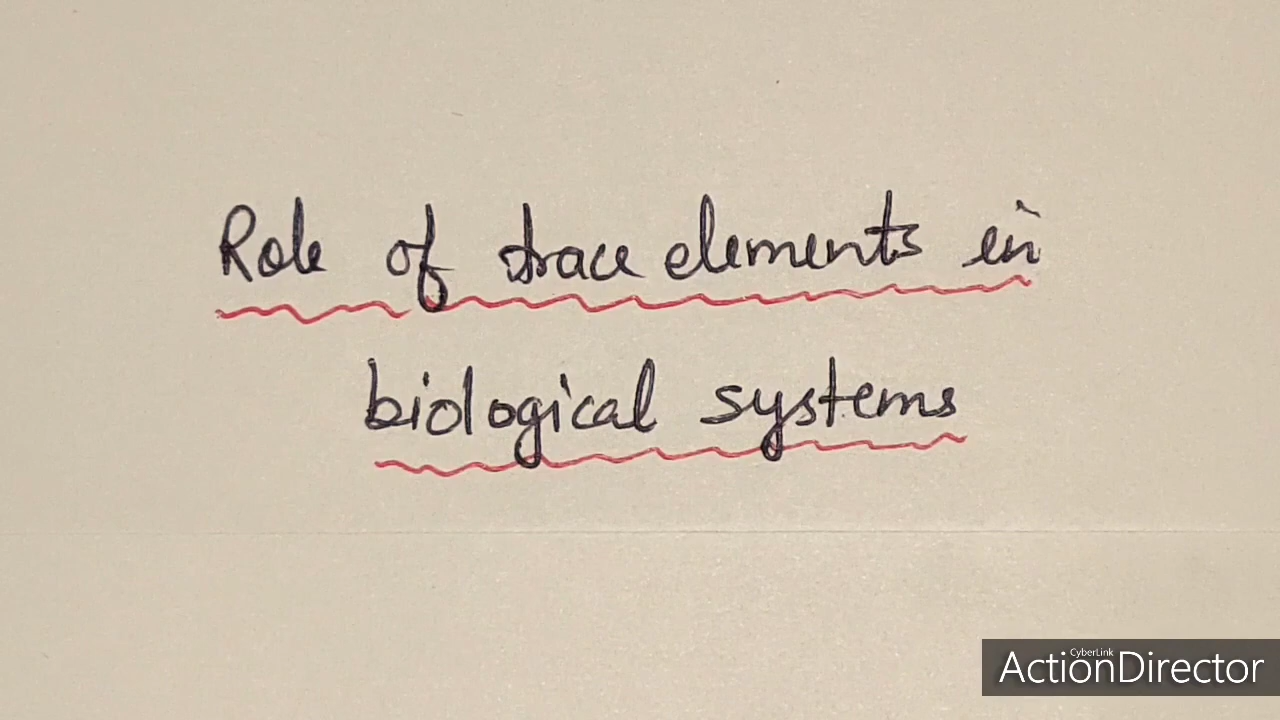 Role of trace elements in
biological systems
CyberLink
ActionDirector